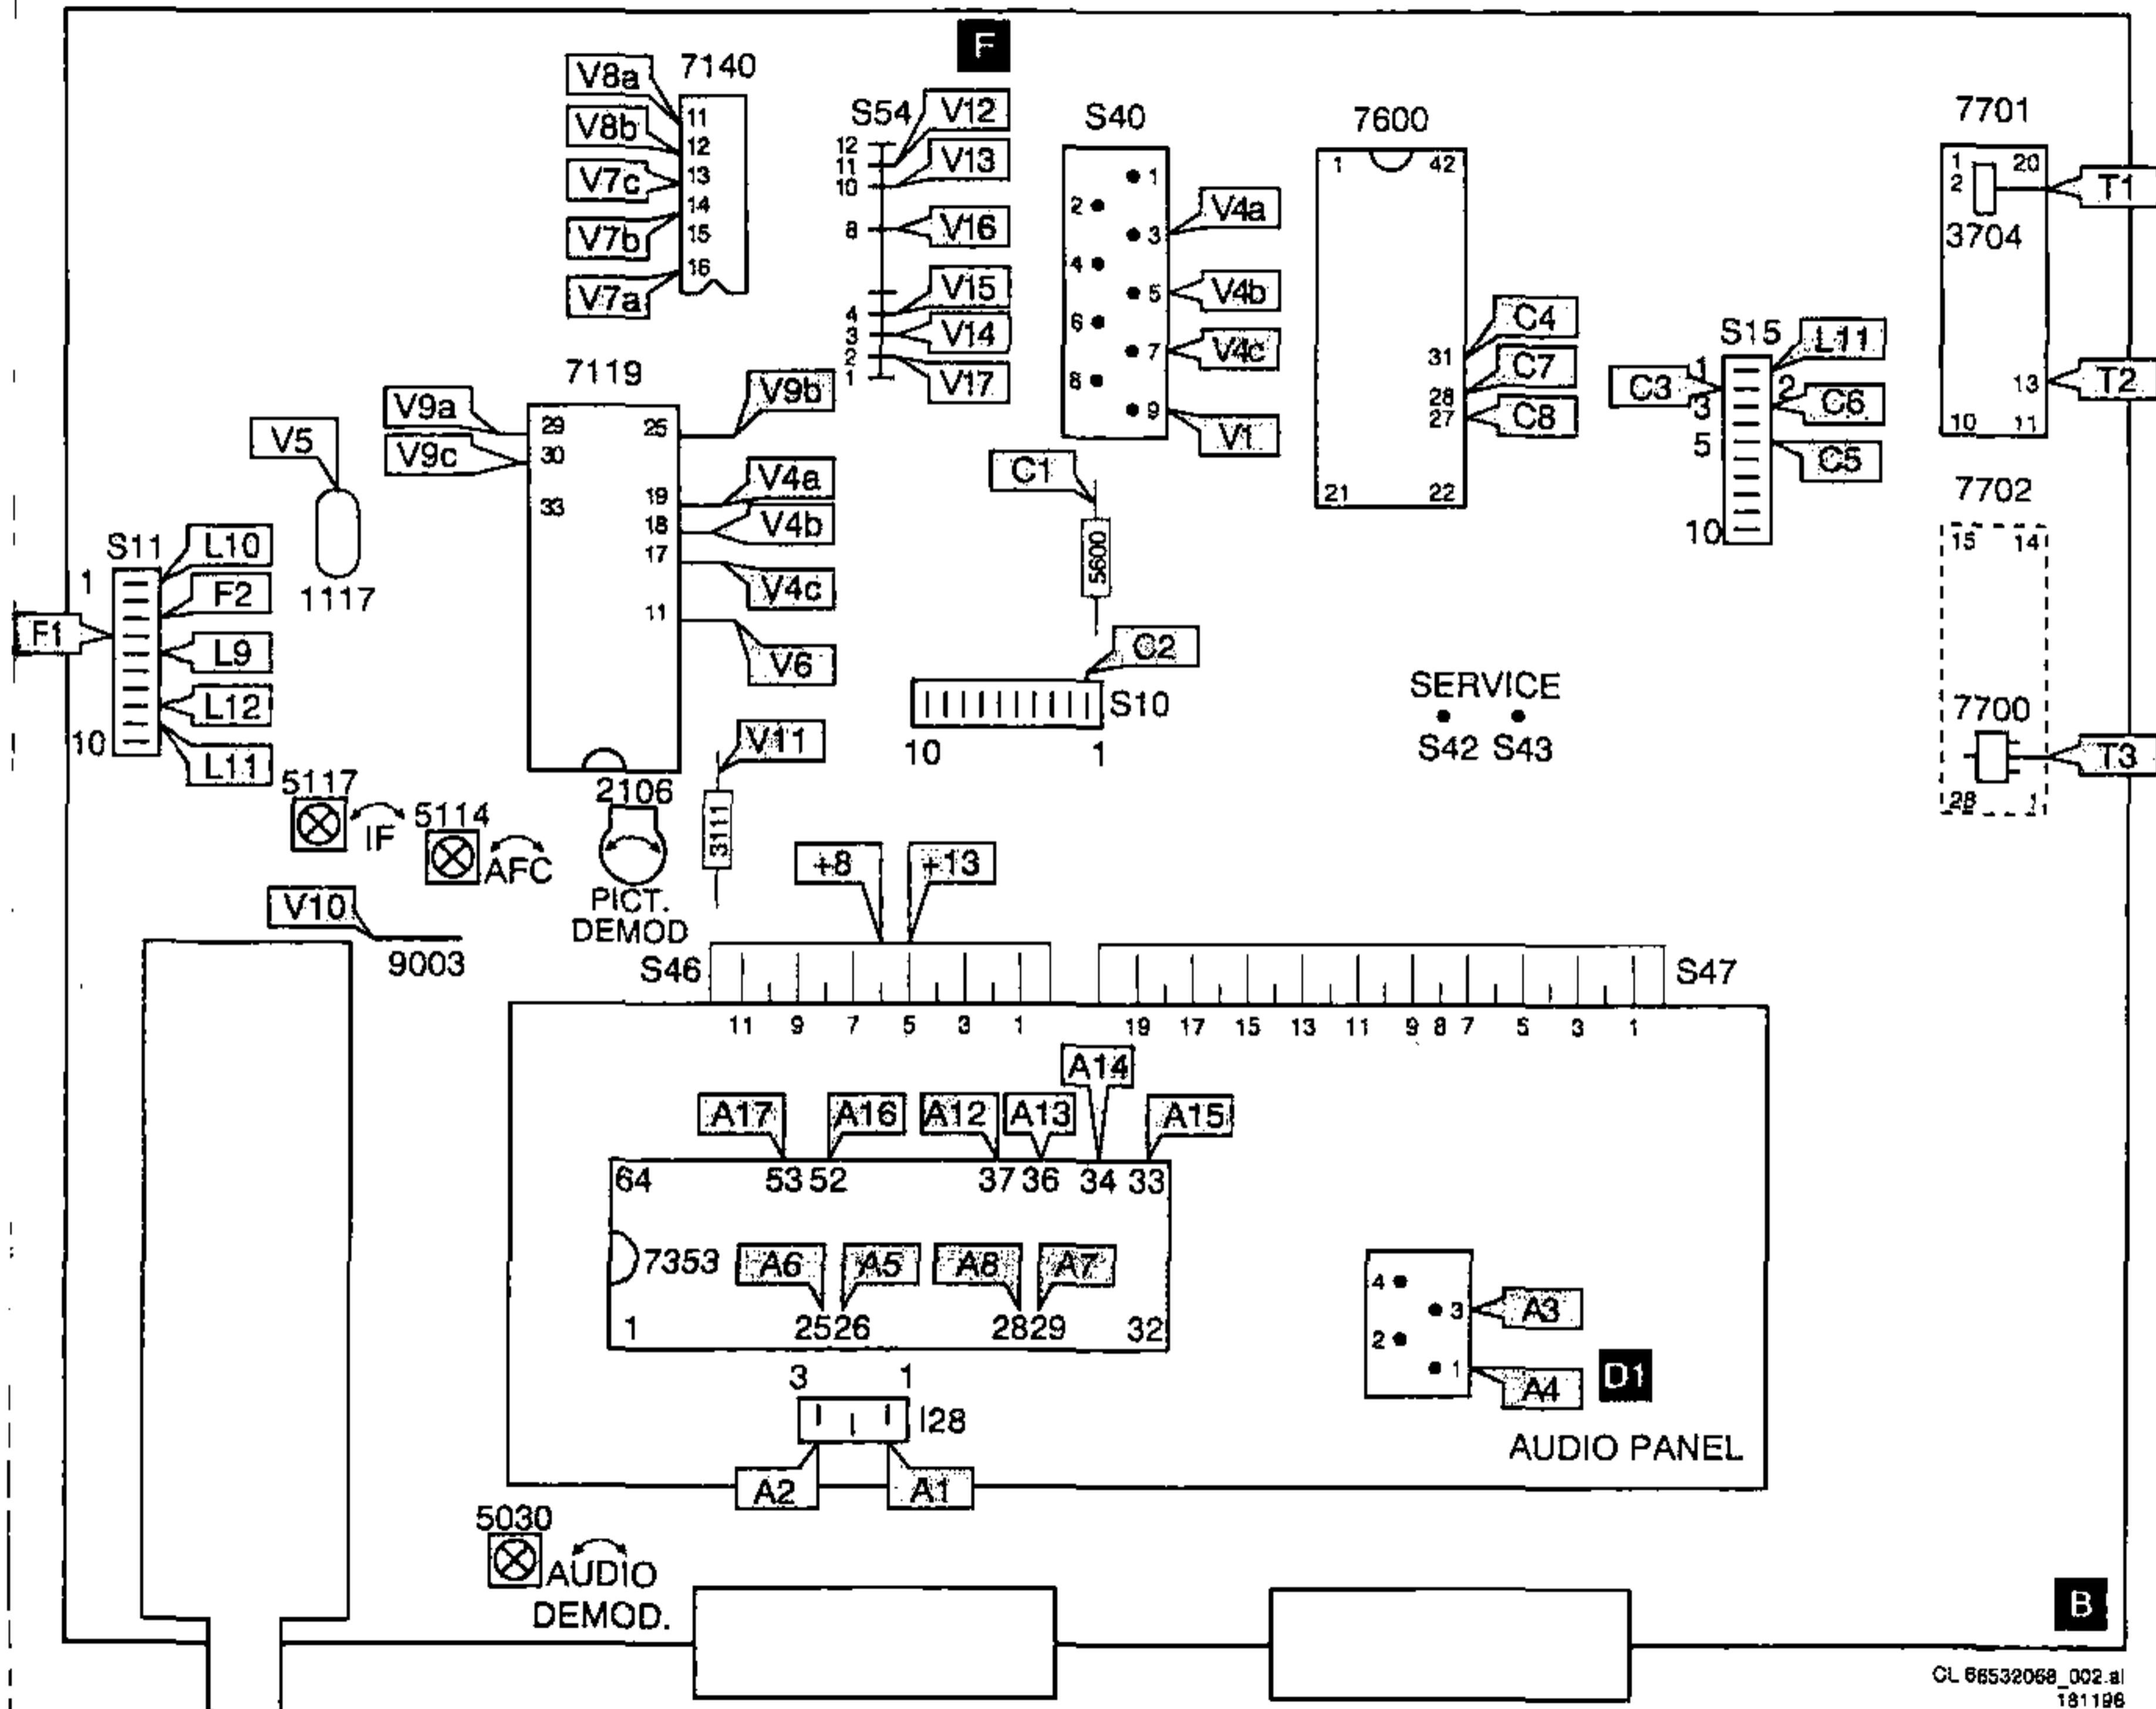 F
V8a 7140
V8b
V7c
V7b
V7a
11
12
13
14
15
16
S54
12
11
10
8
4
3
2
1
V12
V13
V16
V15
V14
V17
S40
1
2
3
4
5
6
7
8
9
V4a
V4b
V4c
V1
7600
1 42
31
28
27
21 22
C4
C7
C8
S15
1
2
3
5
10
L11
C3
C6
C5
7701
1 20
2
3704
13
10 11
T1
T2
7702
15 14
7700
28 1
T3
7119
29 25
30
33
19
18
17
11
V9a
V9c
V9b
V4a
V4b
V4c
V6
V5
1117
S11
1
10
L10
F2
F1
L9
L12
L11
C1
5600
C2
S10
10 1
SERVICE
S42 S43
V11
3111
5117
IF
5114
AFC
2106
PICT.
DEMOD
V10
9003
+8 +13
S46
11 9 7 5 3 1
S47
19 17 15 13 11 9 8 7 5 3 1
A17 A16 A12 A13 A14 A15
64 53 52 37 36 34 33
7353 A6 A5 A8 A7
1 25 26 28 29 32
4
3 A3
2
1 A4
D1
3 1
I28
A2 A1
AUDIO PANEL
5030
AUDIO
DEMOD.
B
CL 66532068_002.ai
181196